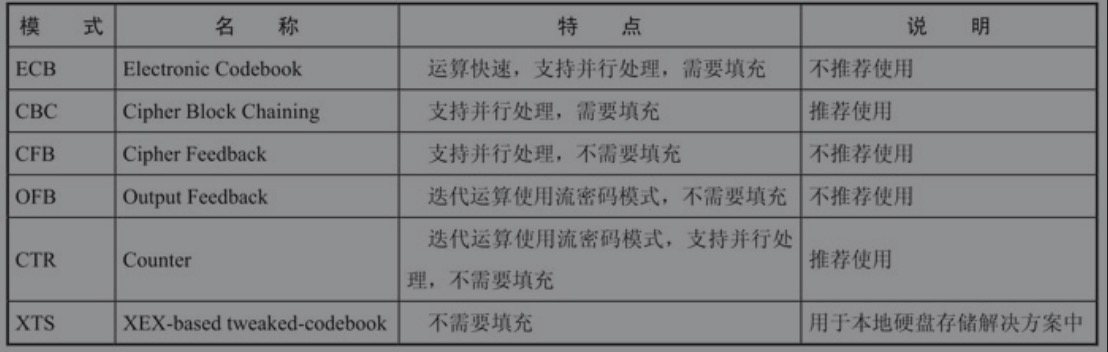 模 式 名 称 特 点 说 明
ECB Electronic Codebook 运算快速，支持并行处理，需要填充 不推荐使用
CBC Cipher Block Chaining 支持并行处理，需要填充 推荐使用
CFB Cipher Feedback 支持并行处理，不需要填充 不推荐使用
OFB Output Feedback 迭代运算使用流密码模式，不需要填充 不推荐使用
CTR Counter 迭代运算使用流密码模式，支持并行处
理，不需要填充 推荐使用
XTS XEX-based tweaked-codebook 不需要填充 用于本地硬盘存储解决方案中